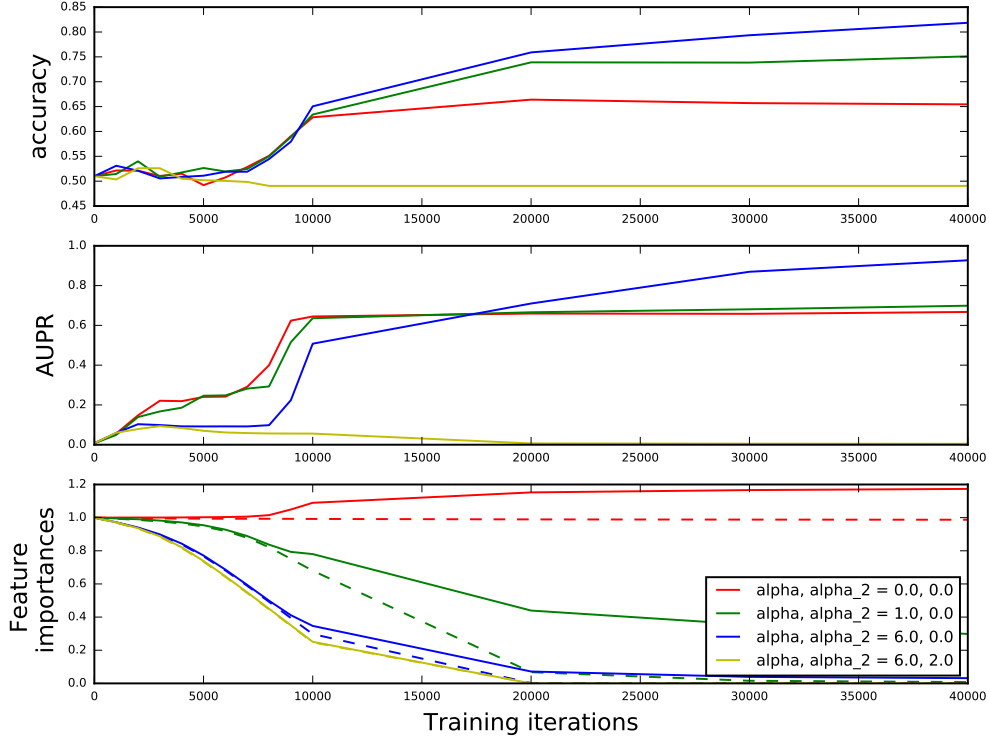 0.85
0.80
0.75
0.70
0.65
0.60
0.55
0.50
0.45
accuracy
0 5000 10000 15000 20000 25000 30000 35000 40000
1.0
0.8
0.6
0.4
0.2
0.0
AUPR
0 5000 10000 15000 20000 25000 30000 35000 40000
1.2
1.0
0.8
0.6
0.4
0.2
0.0
Feature
importances
alpha, alpha_2 = 0.0, 0.0
alpha, alpha_2 = 1.0, 0.0
alpha, alpha_2 = 6.0, 0.0
alpha, alpha_2 = 6.0, 2.0
0 5000 10000 15000 20000 25000 30000 35000 40000
Training iterations